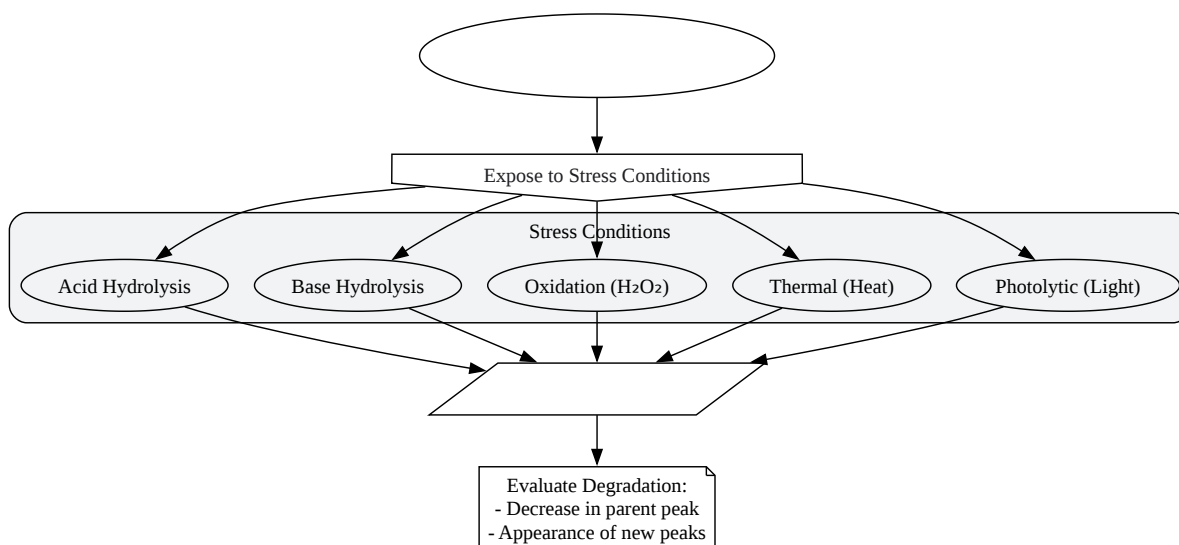 Expose to Stress Conditions
Stress Conditions
Acid Hydrolysis
Base Hydrolysis
Oxidation (H₂O₂)
Thermal (Heat)
Photolytic (Light)
Evaluate Degradation:
- Decrease in parent peak
- Appearance of new peaks